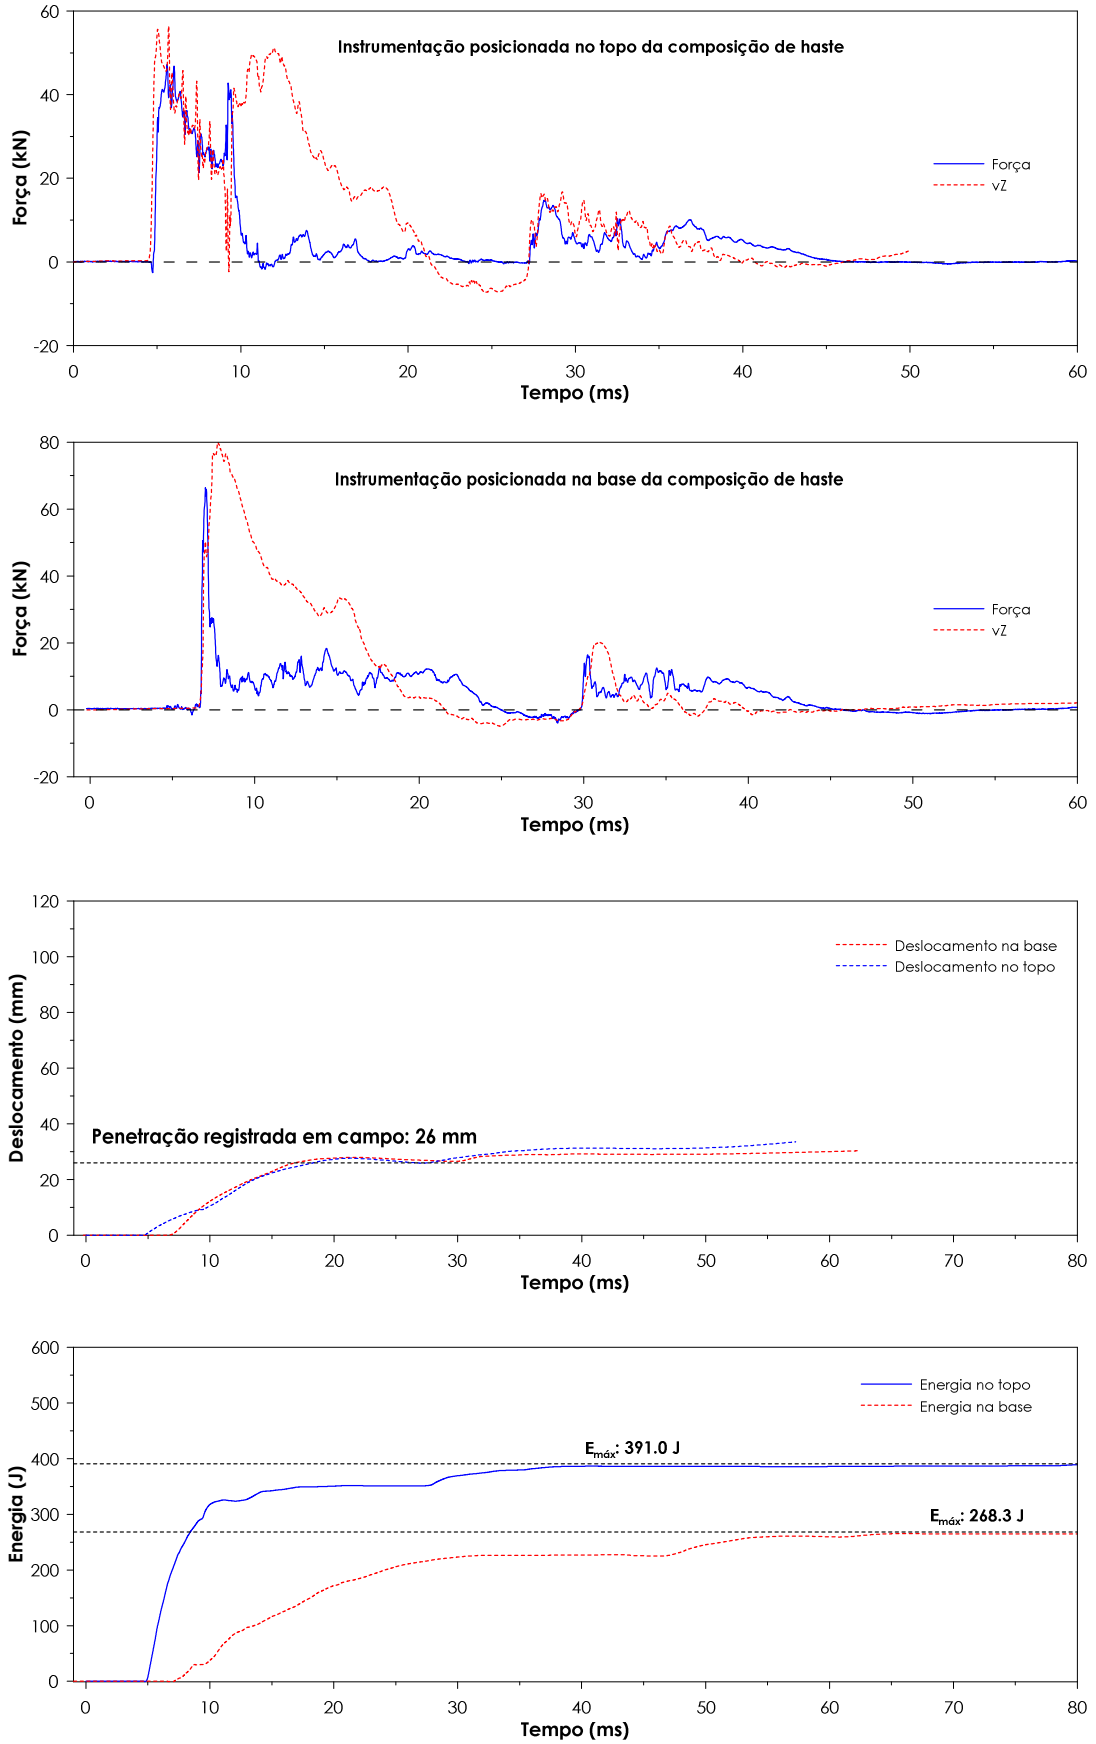 60
Instrumentação posicionada no topo da composição de haste
40
Força (kN)
Força
vZ
20
0
-20
0 10 20 30 40 50 60
Tempo (ms)
80
Instrumentação posicionada na base da composição de haste
60
40
Força (kN)
Força
vZ
20
0
-20
0 10 20 30 40 50 60
Tempo (ms)
120
Deslocamento na base
Deslocamento no topo
100
80
Deslocamento (mm)
60
40
Penetração registrada em campo: 26 mm
20
0
0 10 20 30 40 50 60 70 80
Tempo (ms)
600
Energia no topo
Energia na base
500
Emáx: 391.0 J
400
Energia (J)
Emáx: 268.3 J
300
200
100
0
0 10 20 30 40 50 60 70 80
Tempo (ms)